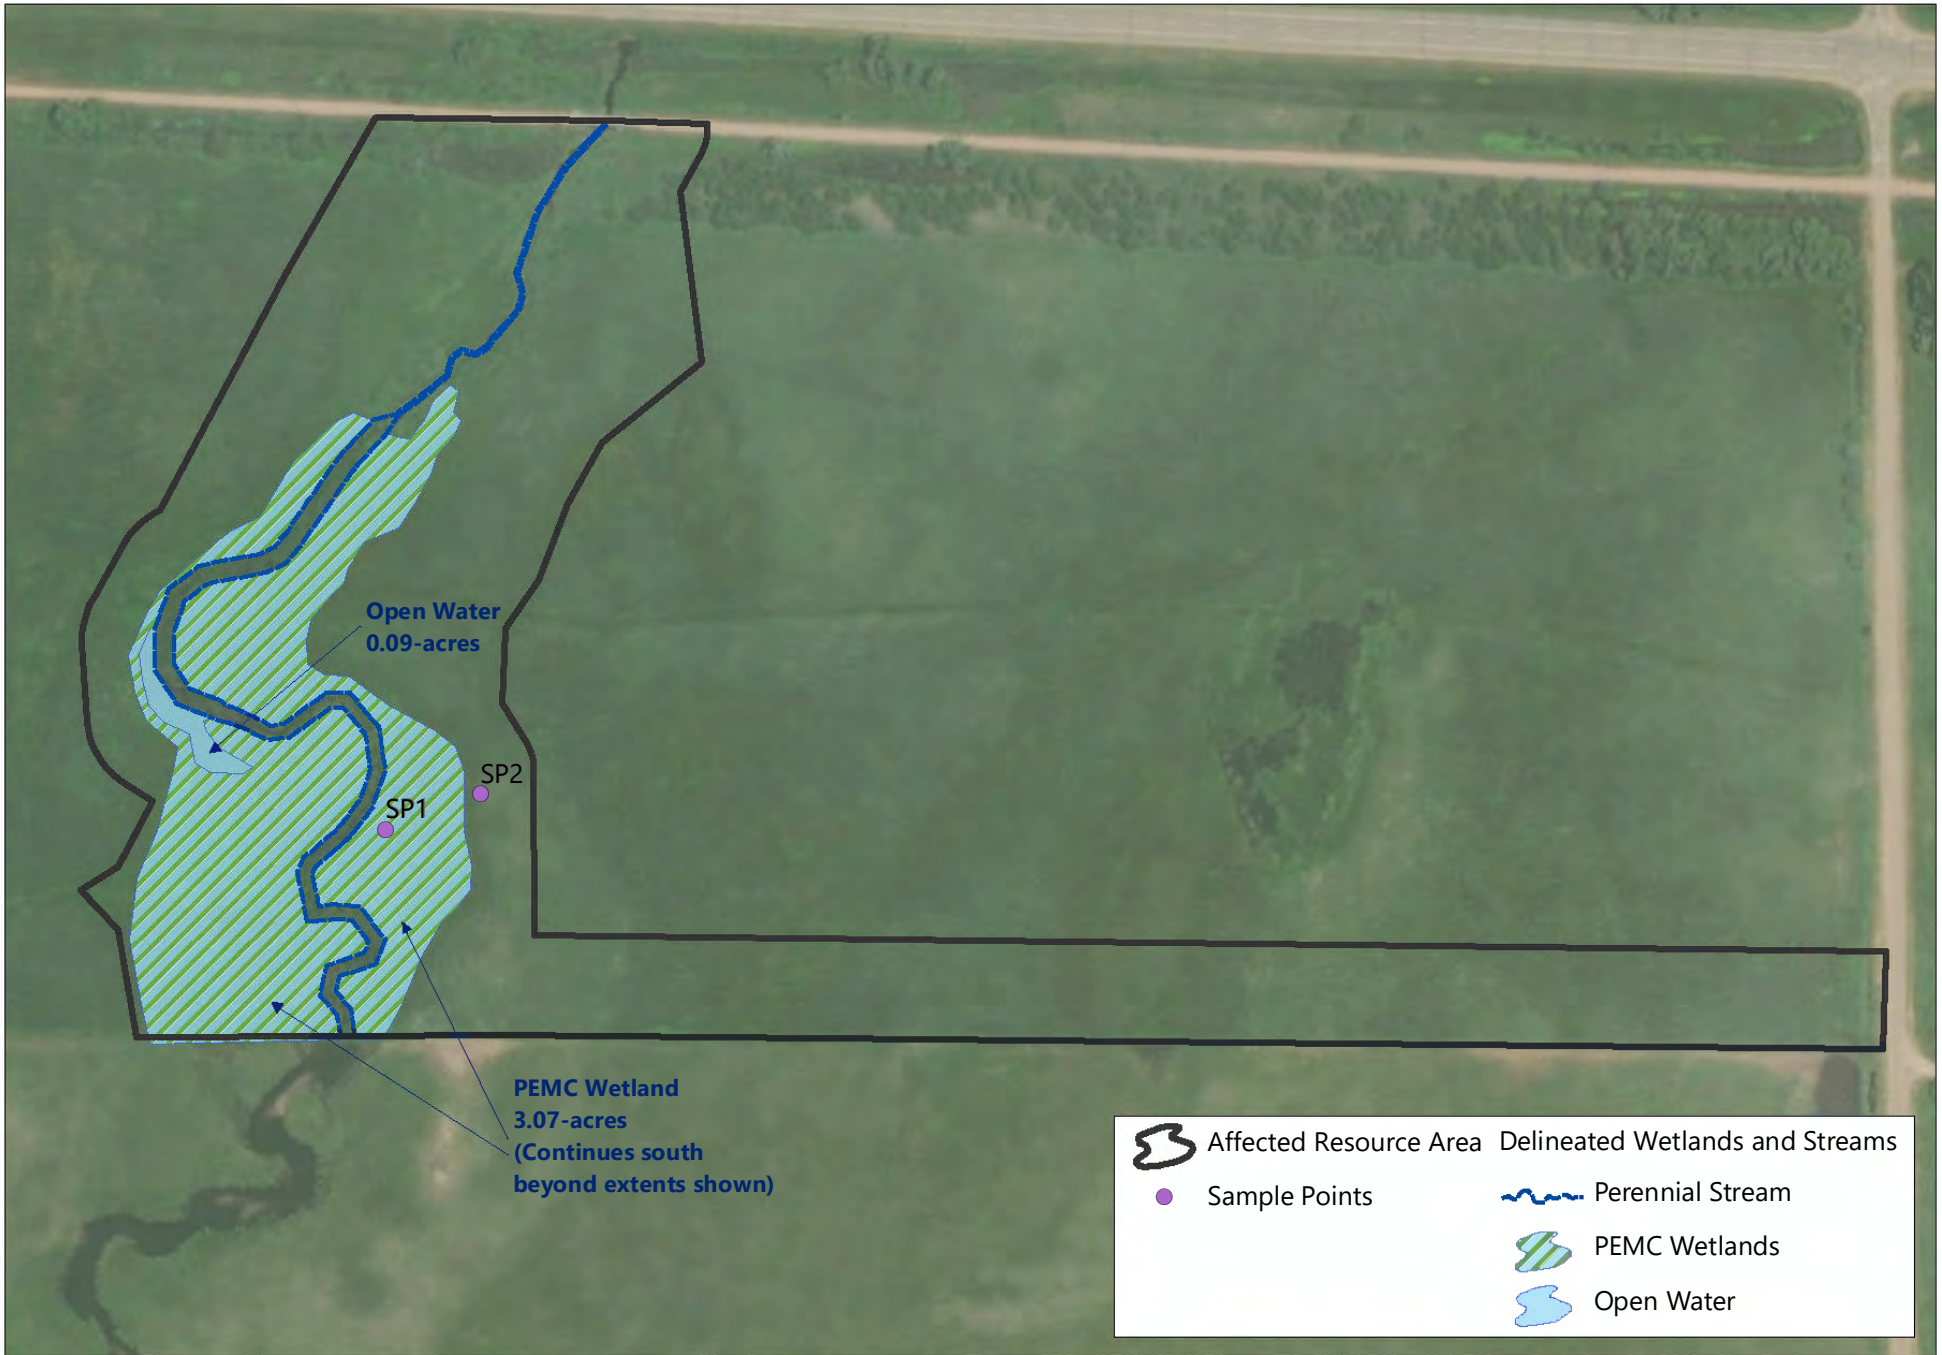 Open Water
0.09-acres
SP2
SP1
PEMC Wetland
3.07-acres
(Continues south
beyond extents shown)
Affected Resource Area
Sample Points
Delineated Wetlands and Streams
Perennial Stream
PEMC Wetlands
Open Water